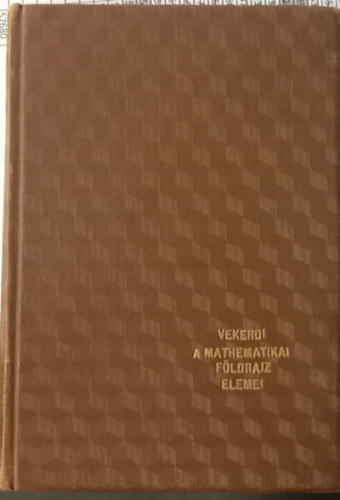 VEKERDI
A MATHEMATIKAI
FÖLDRAJZ
ELEMEI